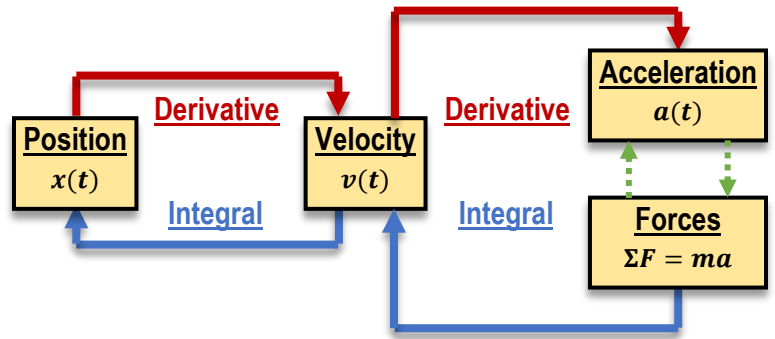 Position
x(t)
Derivative
Integral
Velocity
v(t)
Derivative
Integral
Acceleration
a(t)
Forces
ΣF = ma